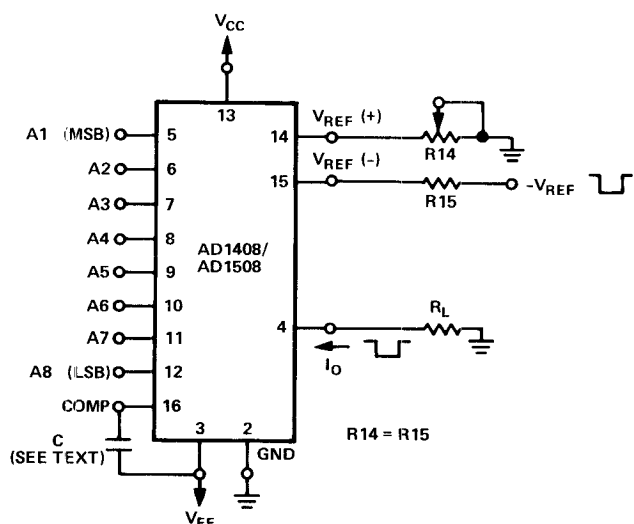 VCC
13
A1 (MSB) 5
A2 6
A3 7
A4 8
A5 9
A6 10
A7 11
A8 (LSB) 12
COMP 16
C
(SEE TEXT)
AD1408/
AD1508
14 VREF (+)
R14
15 VREF (-)
R15 -VREF
4 RL
IO
3 2
GND
R14 = R15
VEE